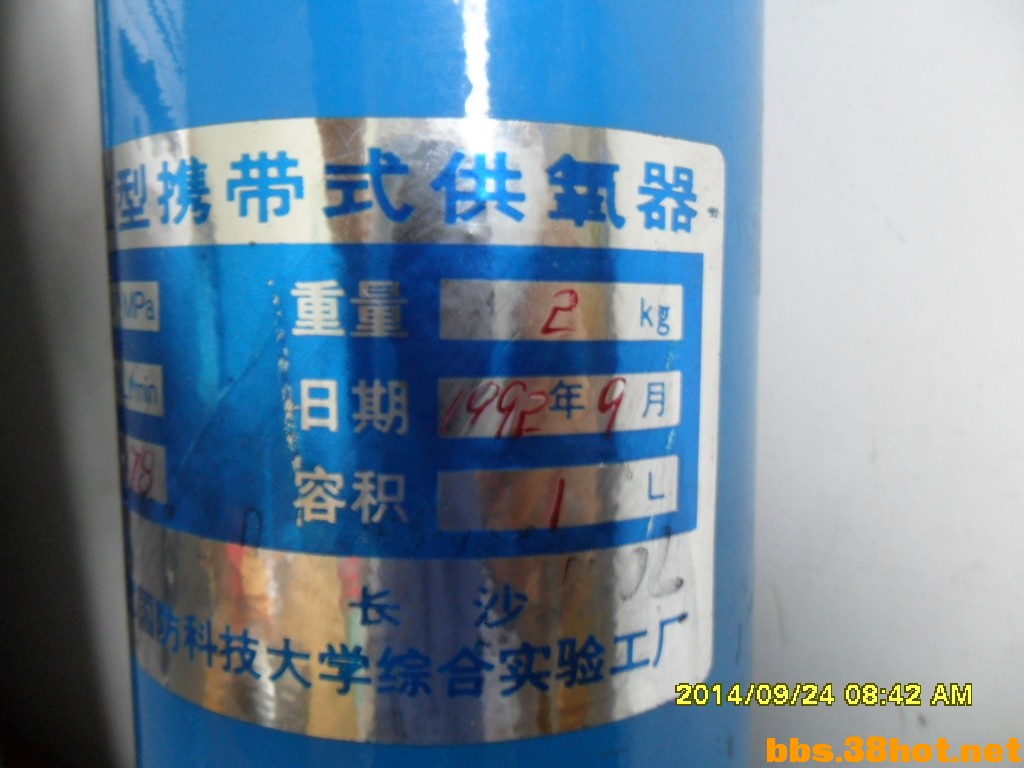 型携带式供氧器
MPa 重量 2 kg
L/min 日期 1992年9月
78 容积 1 L
长沙
国防科技大学综合实验工厂
2014/09/24 08:42 AM
bbs.38hot.net